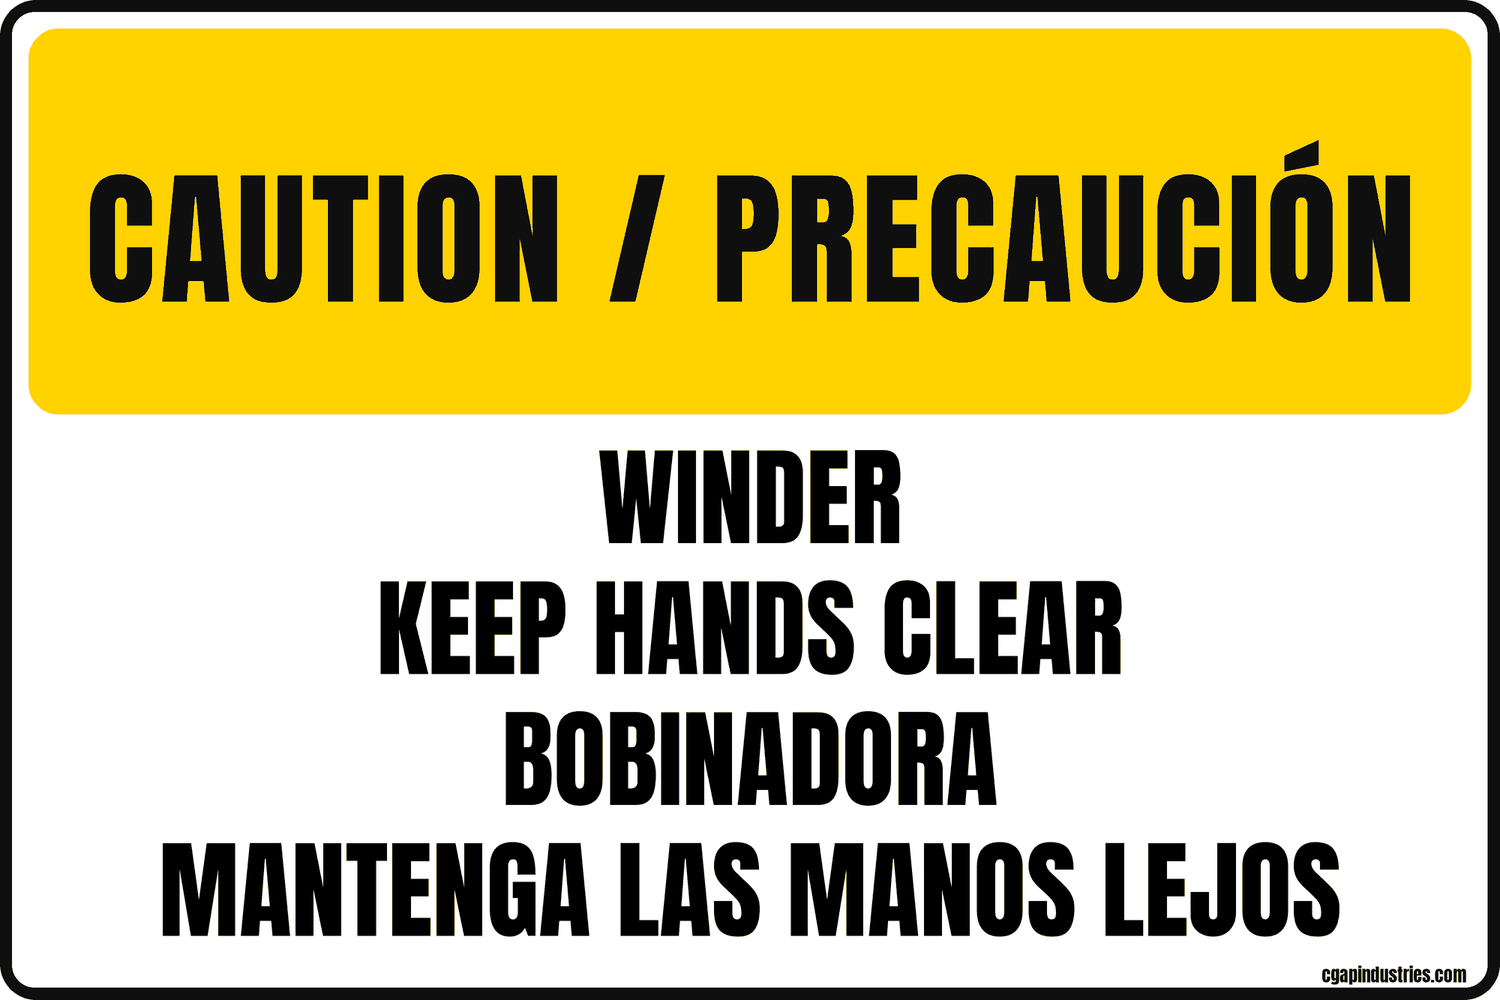 CAUTION / PRECAUCIÓN
WINDER
KEEP HANDS CLEAR
BOBINADORA
MANTENGA LAS MANOS LEJOS
cgapindustries.com